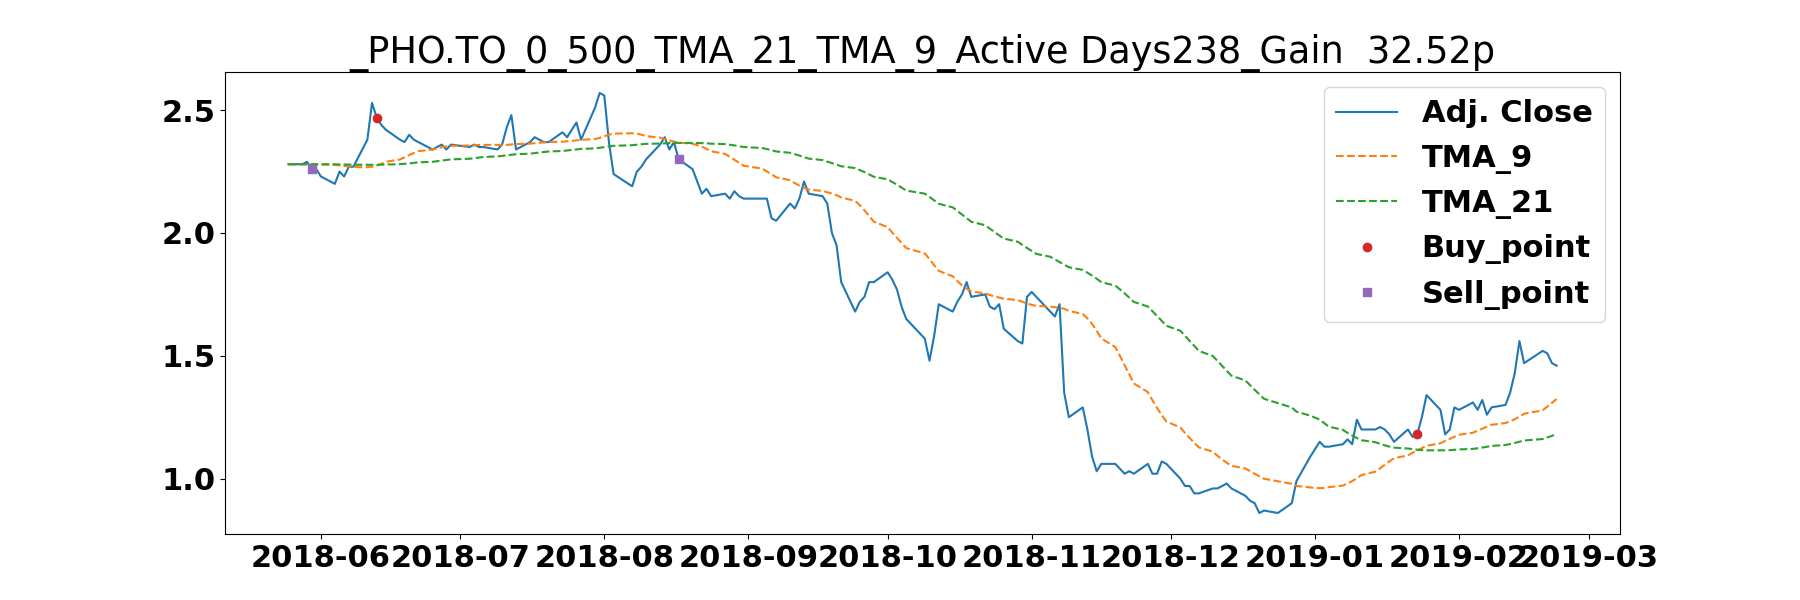 _PHO.TO_0_500_TMA_21_TMA_9_Active Days238_Gain  32.52p
2.5
2.0
1.5
1.0
Adj. Close
TMA_9
TMA_21
Buy_point
Sell_point
2018-06 2018-07 2018-08 2018-09 2018-10 2018-11 2018-12 2019-01 2019-02 2019-03